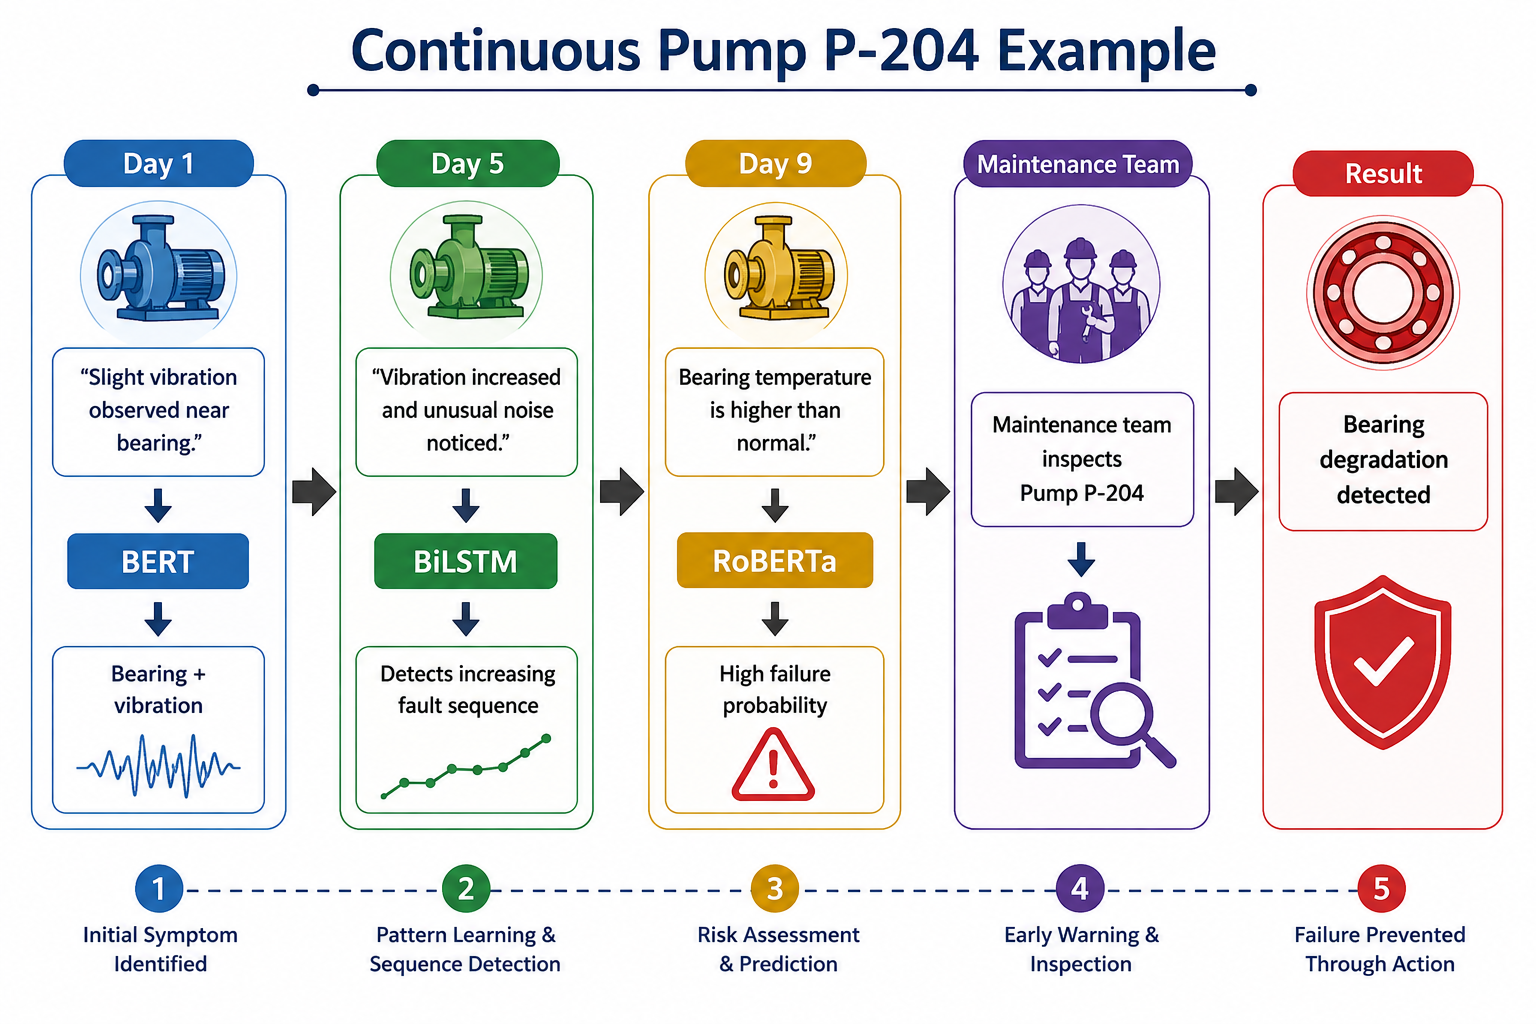 Continuous Pump P-204 Example
Day 1
“Slight vibration
observed near
bearing.”
BERT
Bearing +
vibration
Day 5
“Vibration increased
and unusual noise
noticed.”
BiLSTM
Detects increasing
fault sequence
Day 9
Bearing temperature
is higher than
normal.”
RoBERTa
High failure
probability
Maintenance Team
Maintenance team
inspects
Pump P-204
Result
Bearing
degradation
detected
1
Initial Symptom
Identified
2
Pattern Learning &
Sequence Detection
3
Risk Assessment
& Prediction
4
Early Warning &
Inspection
5
Failure Prevented
Through Action